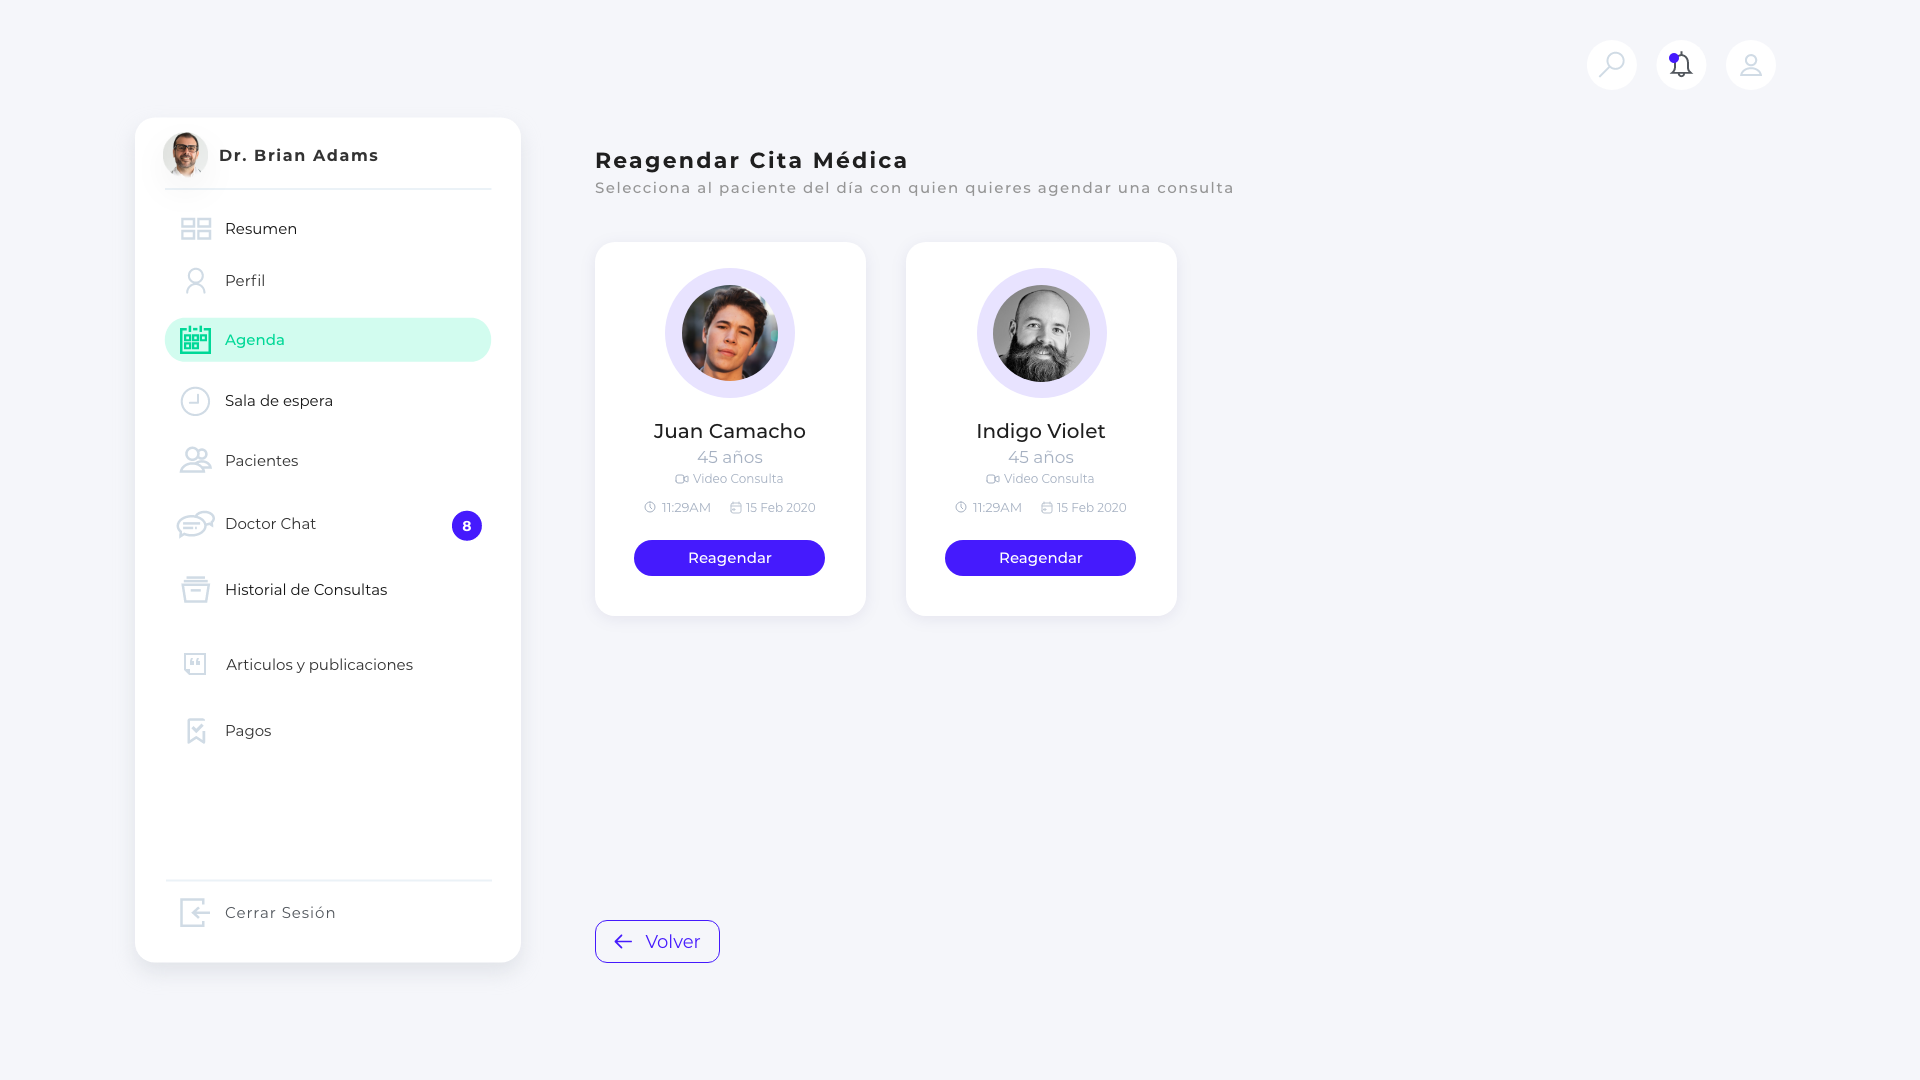 Dr. Brian Adams
Resumen
Perfil
Agenda
Sala de espera
Pacientes
Doctor Chat
8
Historial de Consultas
Articulos y publicaciones
Pagos
Cerrar Sesión
Reagendar Cita Médica
Selecciona al paciente del día con quien quieres agendar una consulta
Juan Camacho
45 años
Video Consulta
11:29AM 15 Feb 2020
Reagendar
Indigo Violet
45 años
Video Consulta
11:29AM 15 Feb 2020
Reagendar
Volver